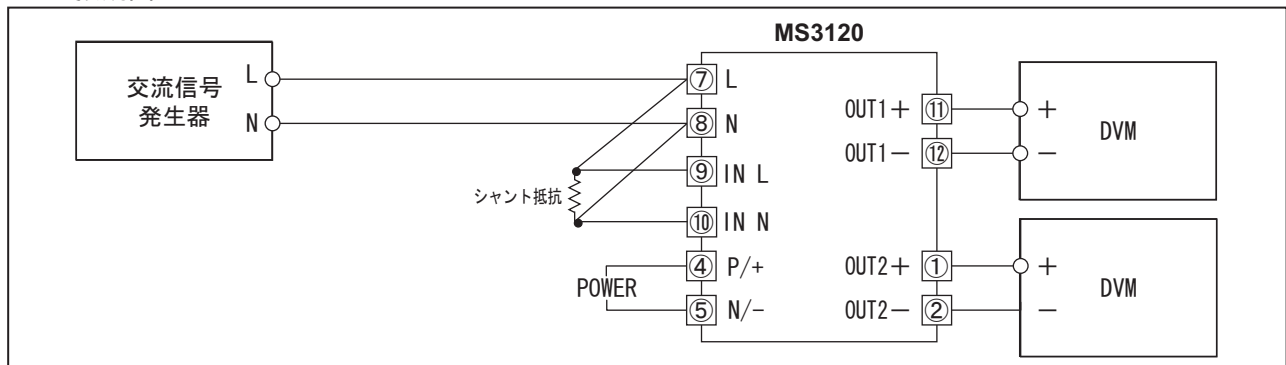 MS3120
交流信号
発生器
L
N
⑦ L
⑧ N
⑨ IN L
⑩ IN N
シャント抵抗
④ P/+
POWER
⑤ N/-
OUT1+ ⑪
OUT1- ⑫
OUT2+ ①
OUT2- ②
+
DVM
-
+
DVM
-